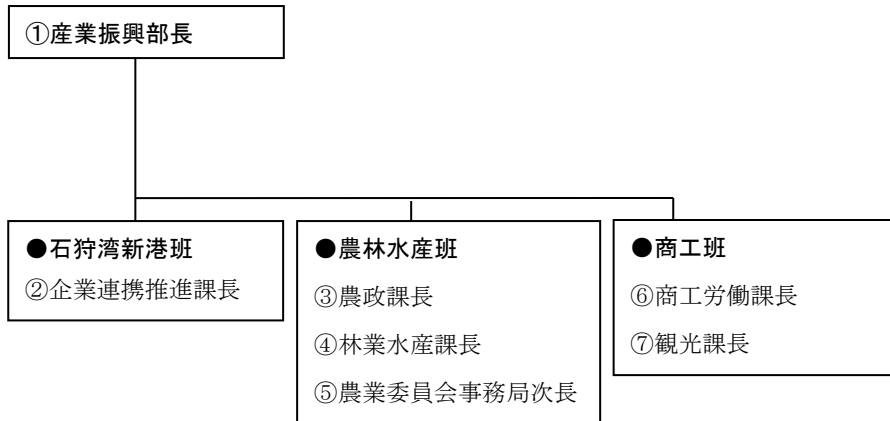 ①産業振興部長
●石狩湾新港班
②企業連携推進課長
●農林水産班
③農政課長
④林業水産課長
⑤農業委員会事務局次長
●商工班
⑥商工労働課長
⑦観光課長